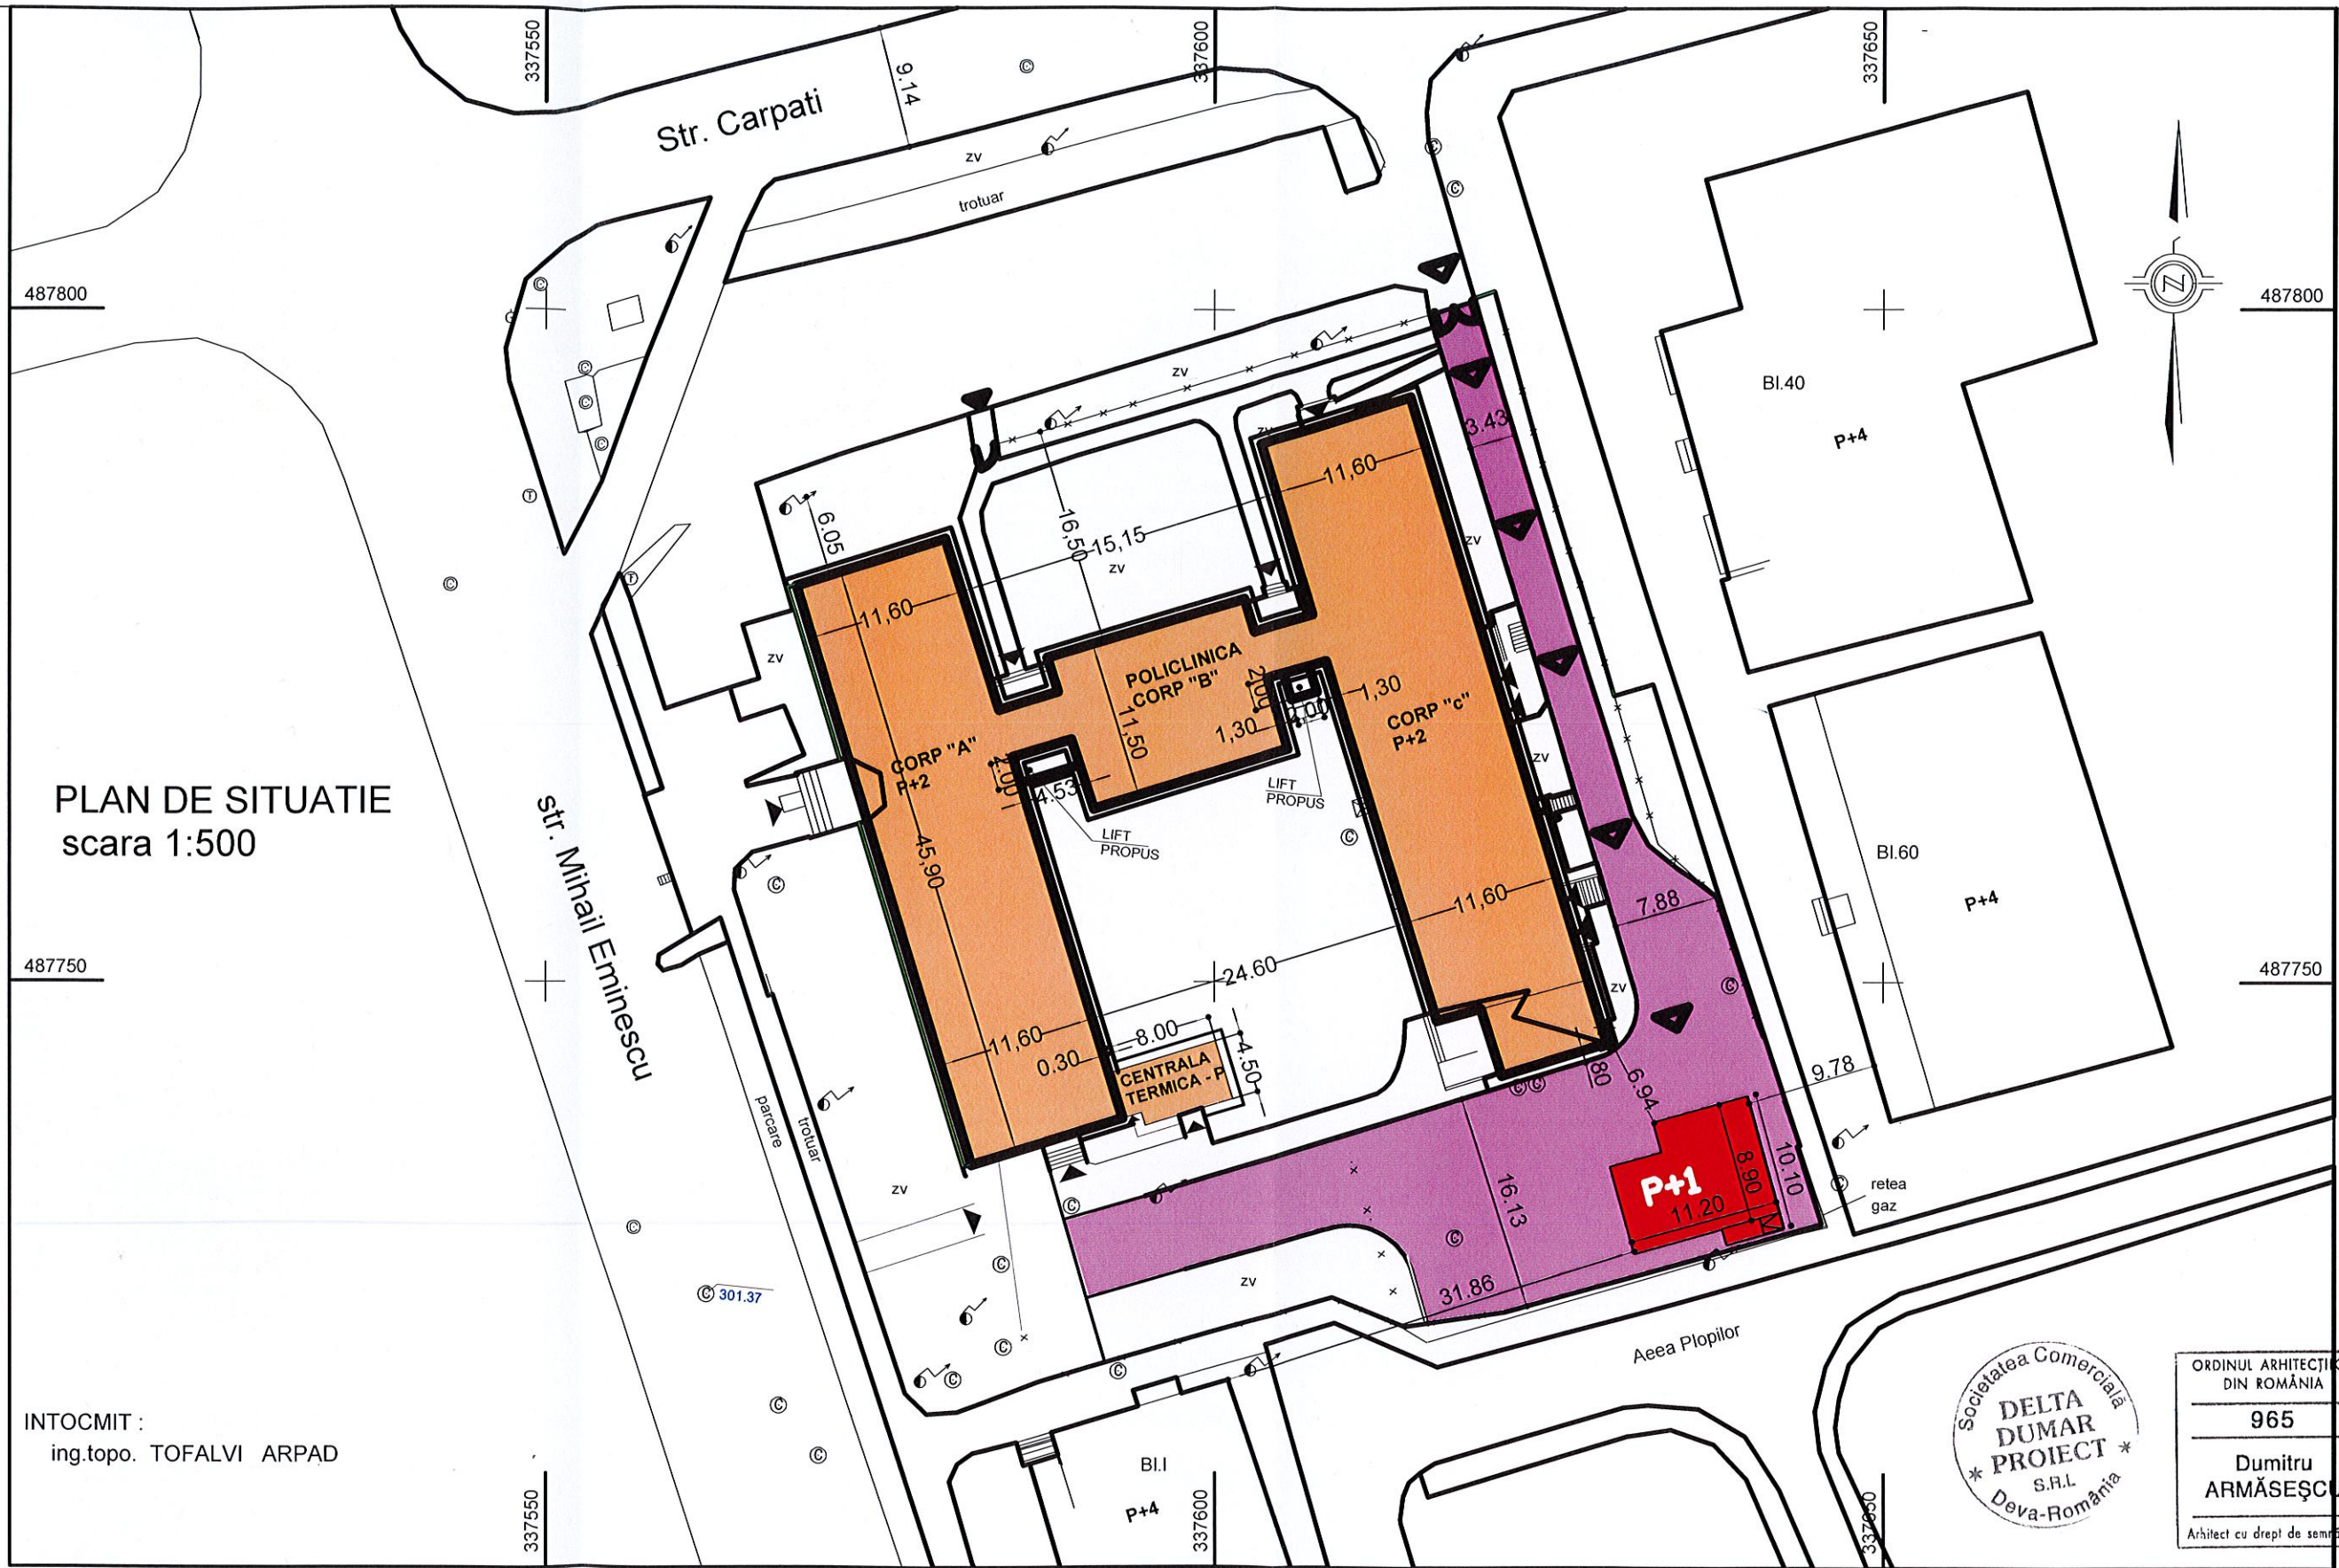 337550
337600
337650
9.14
Str. Carpati
zv
trotuar
487800
487800
N
zv
Bl.40
P+4
3.43
11,60
zv
6.05
16,50
15,15
zv
zv
11,60
zv
POLICLINICA
CORP "B"
2,00
1,30
2,00
1,30
11,50
CORP "c"
P+2
CORP "A"
P+2
2.00
4.53
LIFT
PROPUS
LIFT
PROPUS
zv
PLAN DE SITUATIE
scara 1:500
str. Mihail Eminescu
45,90
Bl.60
P+4
11,60
7.88
487750
487750
24.60
zv
11,60
0.30
8.00
4.50
CENTRALA
TERMICA - P
80
6.94
9.78
parcare
trotuar
zv
16.13
P+1
8.90
10.10
11.20
retea
gaz
zv
31.86
301.37
Aeea Plopilor
INTOCMIT :
ing.topo. TOFALVI ARPAD
Bl.I
P+4
337550
337600
337650
Societatea Comercială
DELTA
DUMAR
PROIECT
S.R.L
Deva-România
ORDINUL ARHITECȚI
DIN ROMÂNIA
965
Dumitru
ARMĂSEȘCU
Arhitect cu drept de semn